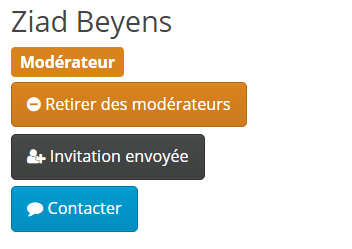 Ziad Beyens
Modérateur
Retirer des modérateurs
Invitation envoyée
Contacter